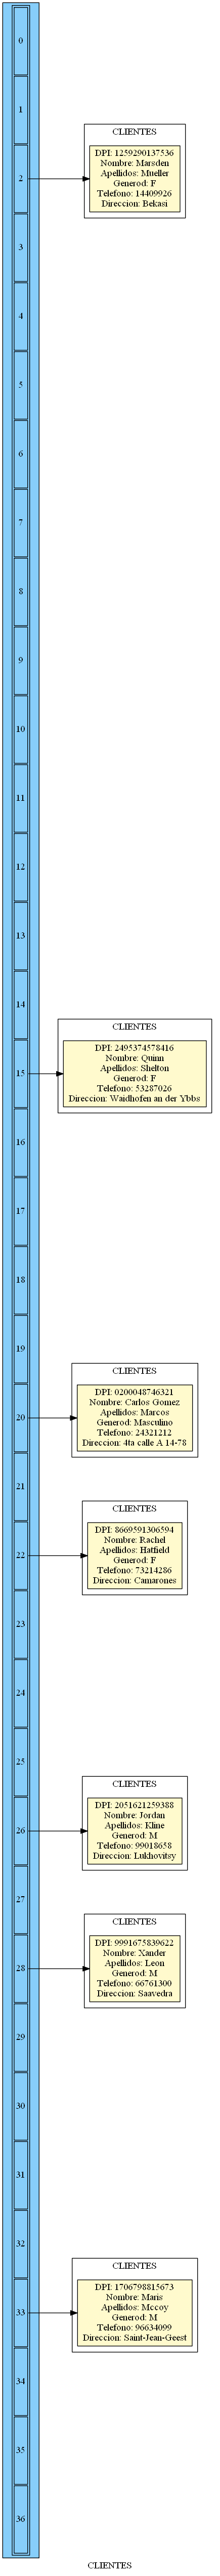 0
1
CLIENTES
DPI: 1259290137536
Nombre: Marsden
Apellidos: Mueller
Generod: F
Telefono: 14409926
Direccion: Bekasi
2
3
4
5
6
7
8
9
10
11
12
13
14
CLIENTES
DPI: 2495374578416
Nombre: Quinn
Apellidos: Shelton
Generod: F
Telefono: 53287026
Direccion: Waidhofen an der Ybbs
15
16
17
18
19
CLIENTES
DPI: 0200048746321
Nombre: Carlos Gomez
Apellidos: Marcos
Generod: Masculino
Telefono: 24321212
Direccion: 4ta calle A 14-78
20
21
CLIENTES
DPI: 8669591306594
Nombre: Rachel
Apellidos: Hatfield
Generod: F
Telefono: 73214286
Direccion: Camarones
22
23
24
25
CLIENTES
DPI: 2051621259388
Nombre: Jordan
Apellidos: Kline
Generod: M
Telefono: 99018658
Direccion: Lukhovitsy
26
27
CLIENTES
DPI: 9991675839622
Nombre: Xander
Apellidos: Leon
Generod: M
Telefono: 66761300
Direccion: Saavedra
28
29
30
31
32
CLIENTES
DPI: 1706798815673
Nombre: Maris
Apellidos: Mccoy
Generod: M
Telefono: 96634099
Direccion: Saint-Jean-Geest
33
34
35
36
CLIENTES